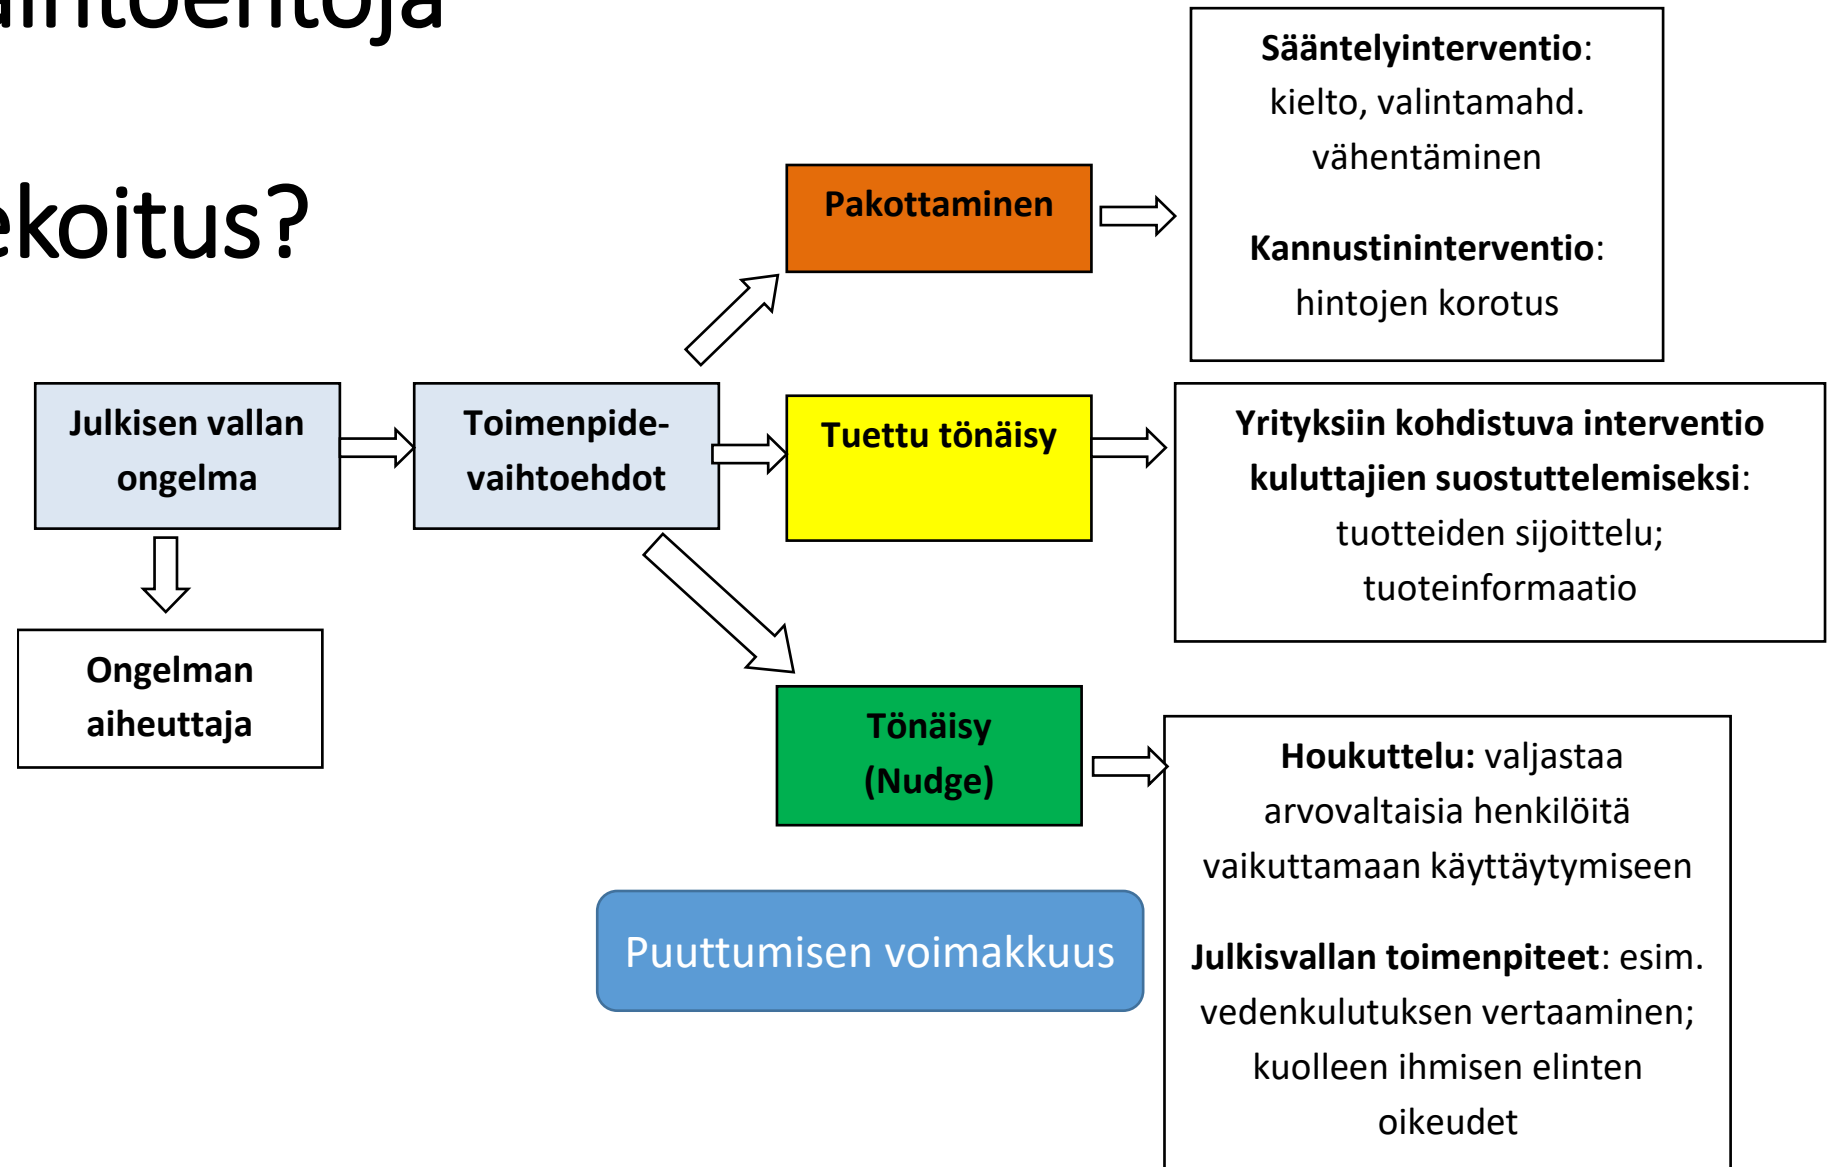 Sääntelyinterventio:
kielto, valintamahd.
vähentäminen
Kannustininterventio:
hintojen korotus
Pakottaminen
Julkisen vallan
ongelma
Toimenpide-
vaihtoehdot
Tuettu tönäisy
Yrityksiin kohdistuva interventio
kuluttajien suostuttelemiseksi:
tuotteiden sijoittelu;
tuoteinformaatio
Ongelman
aiheuttaja
Tönäisy
(Nudge)
Houkuttelu: valjastaa
arvovaltaisia henkilöitä
vaikuttamaan käyttäytymiseen
Julkisvallan toimenpiteet: esim.
vedenkulutuksen vertaaminen;
kuolleen ihmisen elinten
oikeudet
Puuttumisen voimakkuus